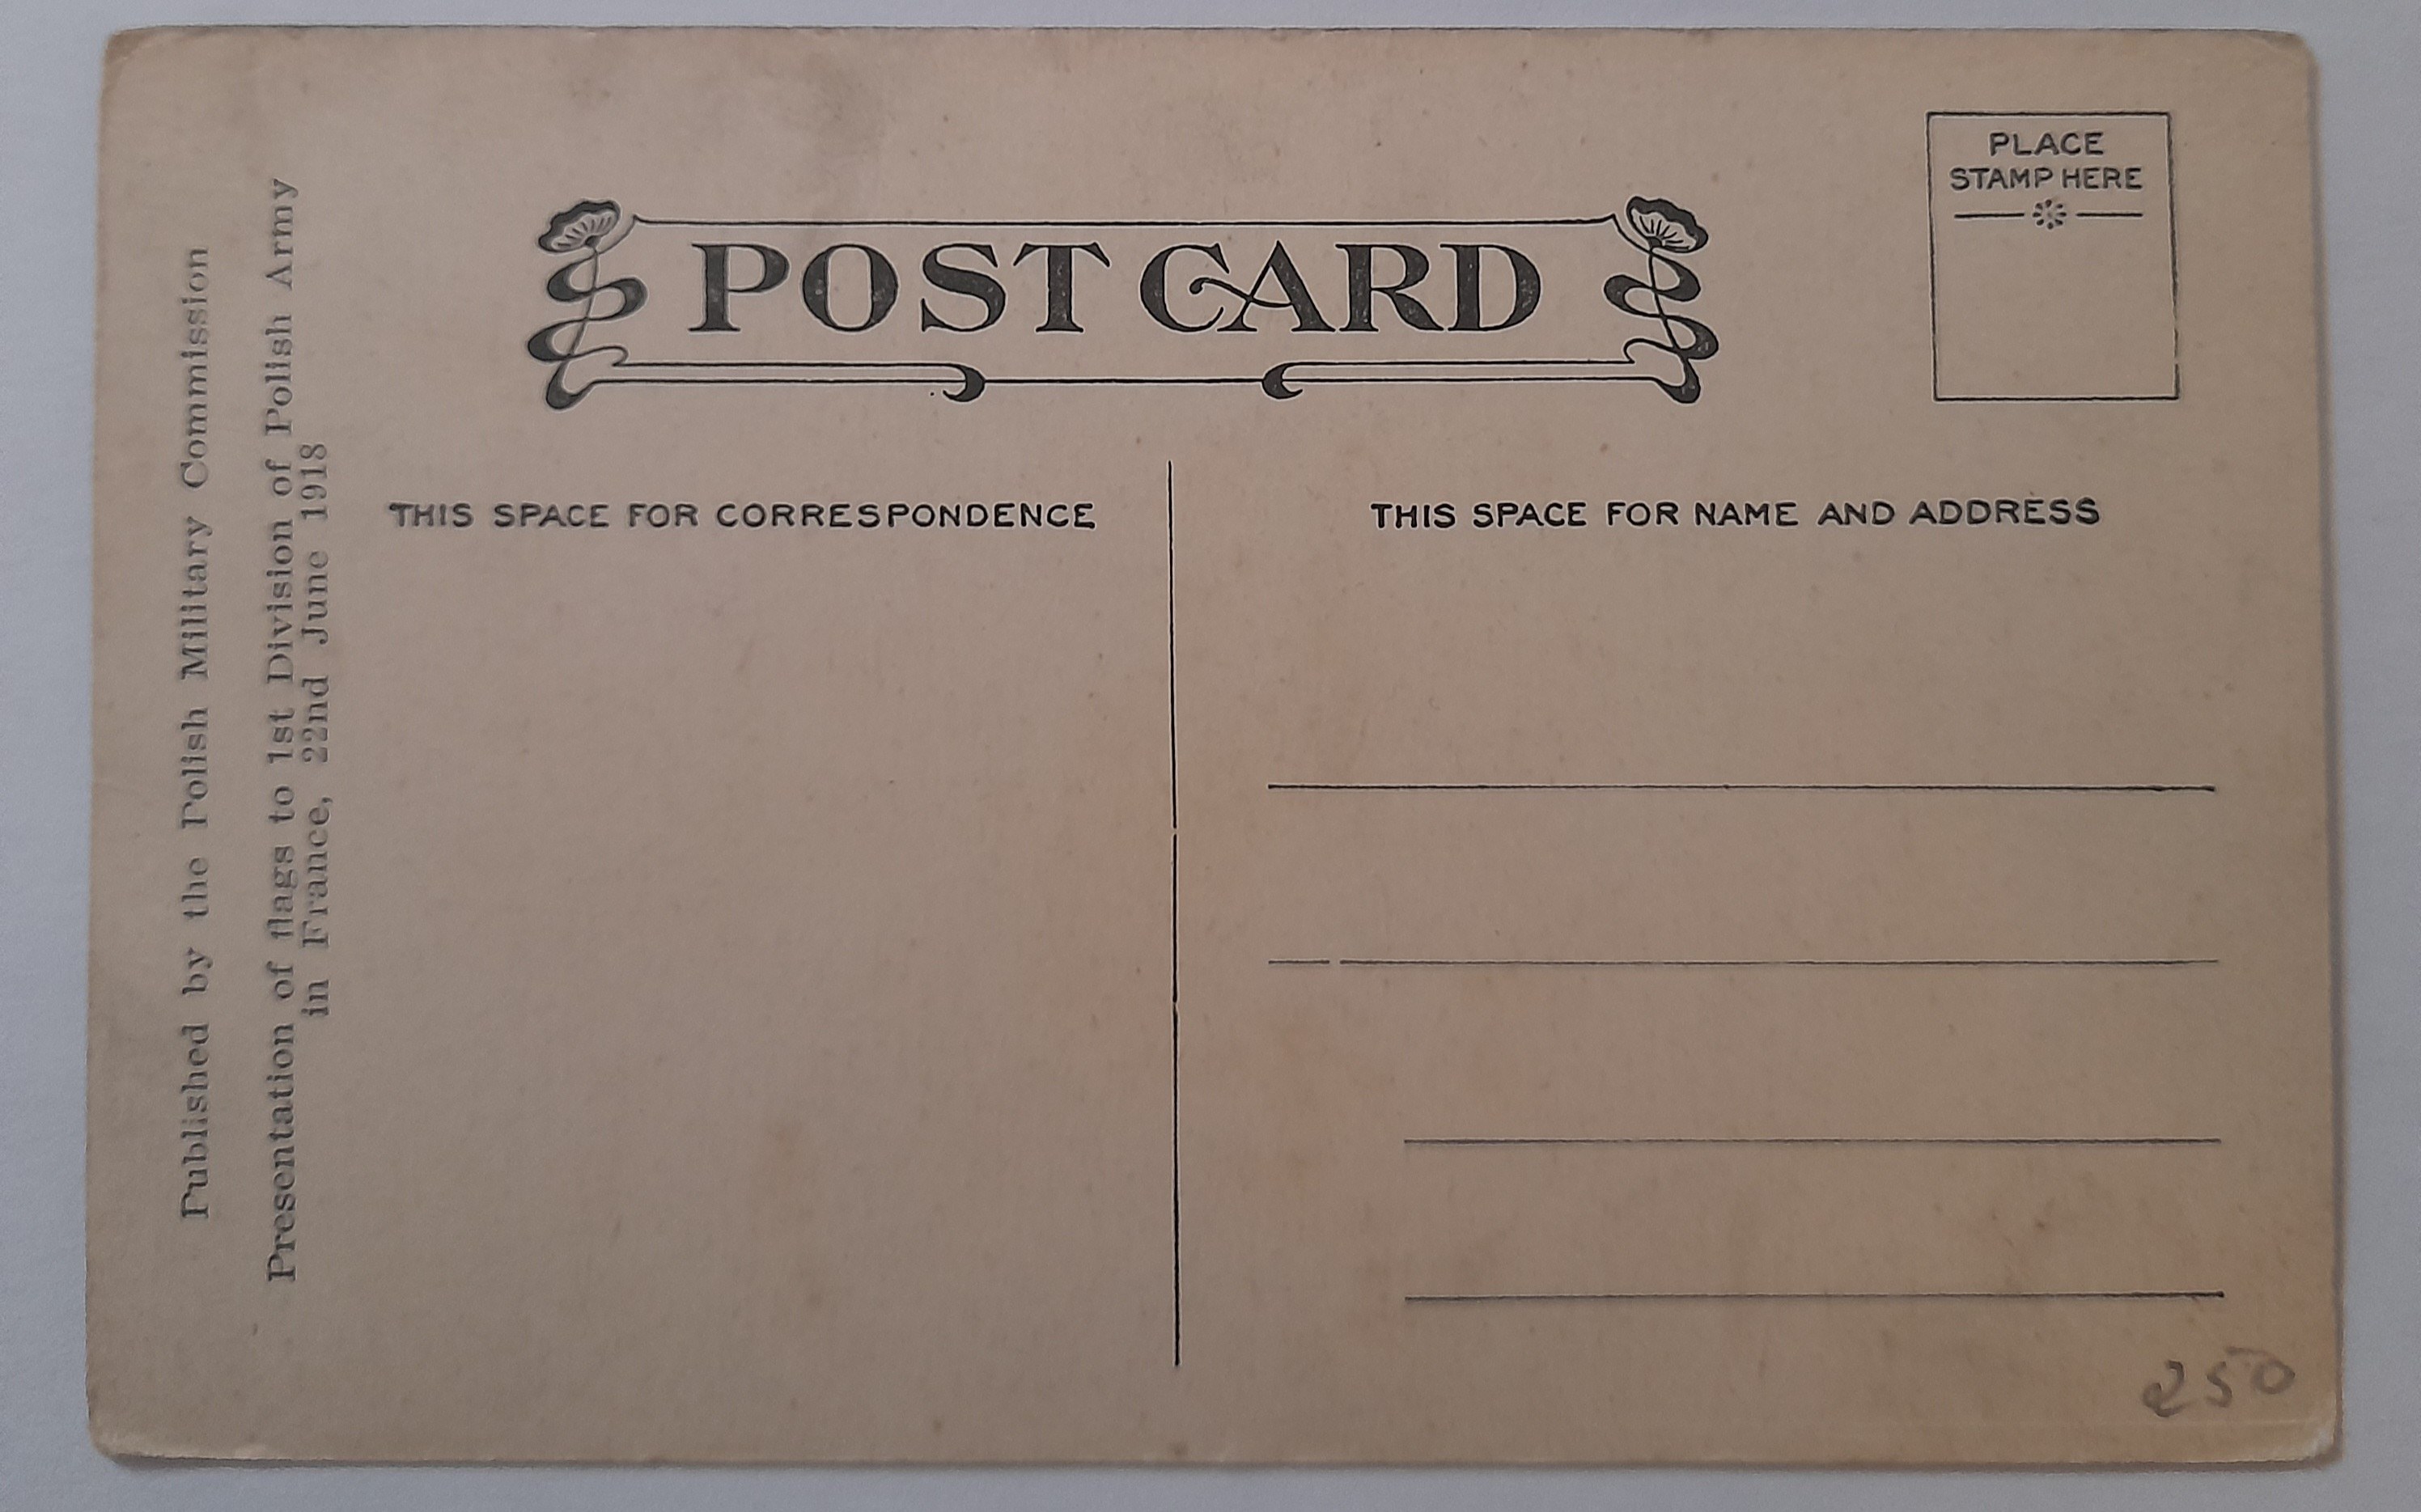 Published by the Polish Military Commission
Presentation of flags to 1st Division of Polish Army
in France, 22nd June 1918
POST CARD
PLACE
STAMP HERE
THIS SPACE FOR CORRESPONDENCE
THIS SPACE FOR NAME AND ADDRESS
250